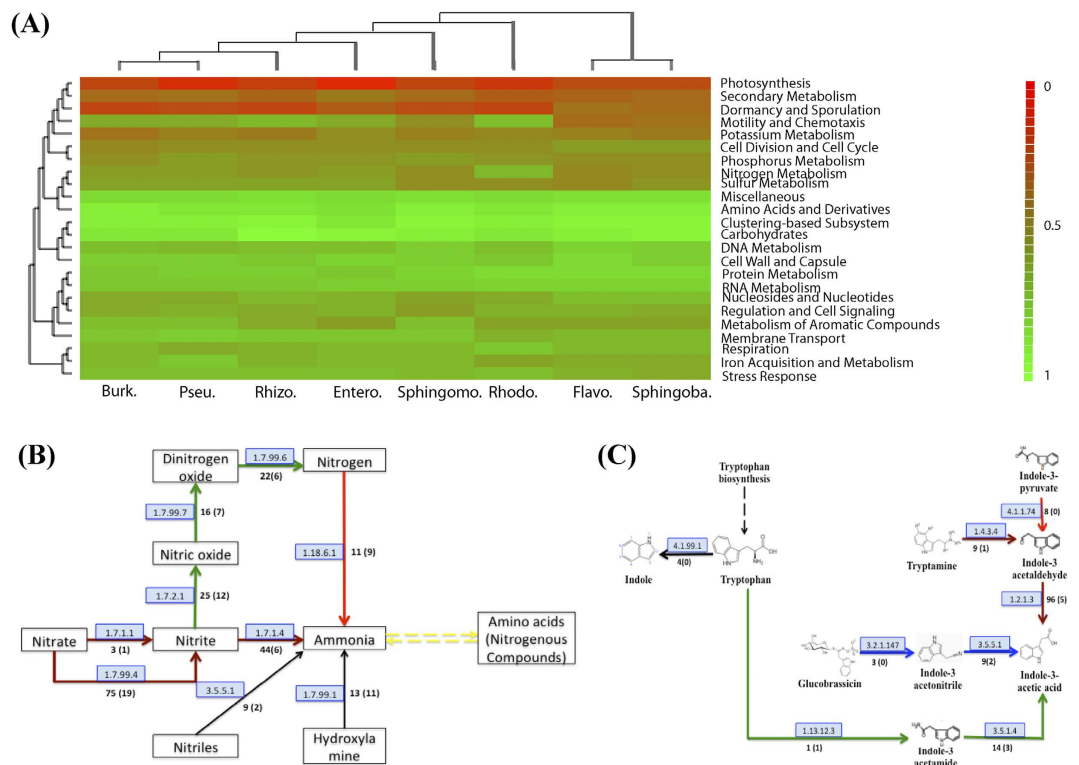 (A)
Photosynthesis
Secondary Metabolism
Dormancy and Sporulation
Motility and Chemotaxis
Potassium Metabolism
Cell Division and Cell Cycle
Phosphorus Metabolism
Nitrogen Metabolism
Sulfur Metabolism
Miscellaneous
Amino Acids and Derivatives
Clustering-based Subsystem
Carbohydrates
DNA Metabolism
Cell Wall and Capsule
Protein Metabolism
RNA Metabolism
Nucleosides and Nucleotides
Regulation and Cell Signaling
Metabolism of Aromatic Compounds
Membrane Transport
Respiration
Iron Acquisition and Metabolism
Stress Response
0
0.5
1
Burk. Pseu. Rhizo. Entero. Sphingomo. Rhodo. Flavo. Sphingoba.
(B)
Dinitrogen
oxide
1.7.99.6
22(6)
Nitrogen
1.7.99.7
16 (7)
Nitric oxide
1.18.6.1
11 (9)
1.7.2.1
25 (12)
Nitrate
1.7.1.1
3 (1)
Nitrite
1.7.1.4
44(6)
Ammonia
Amino acids
(Nitrogenous
Compounds)
1.7.99.4
75 (19)
3.5.5.1
9 (2)
1.7.99.1
13 (11)
Nitriles
Hydroxyla
mine
(C)
Tryptophan
biosynthesis
Indole-3-
pyruvate
4.1.1.74
8 (0)
1.4.3.4
9 (1)
Tryptamine
Indole-3
acetaldehyde
4.1.99.1
4(0)
Indole
Tryptophan
OH
NH₂
1.2.1.3
96 (5)
3.2.1.147
3 (0)
Glucobrassicin
Indole-3
acetonitrile
3.5.5.1
9(2)
Indole-3-
acetic acid
1.13.12.3
1 (1)
Indole-3
acetamide
3.5.1.4
14 (3)